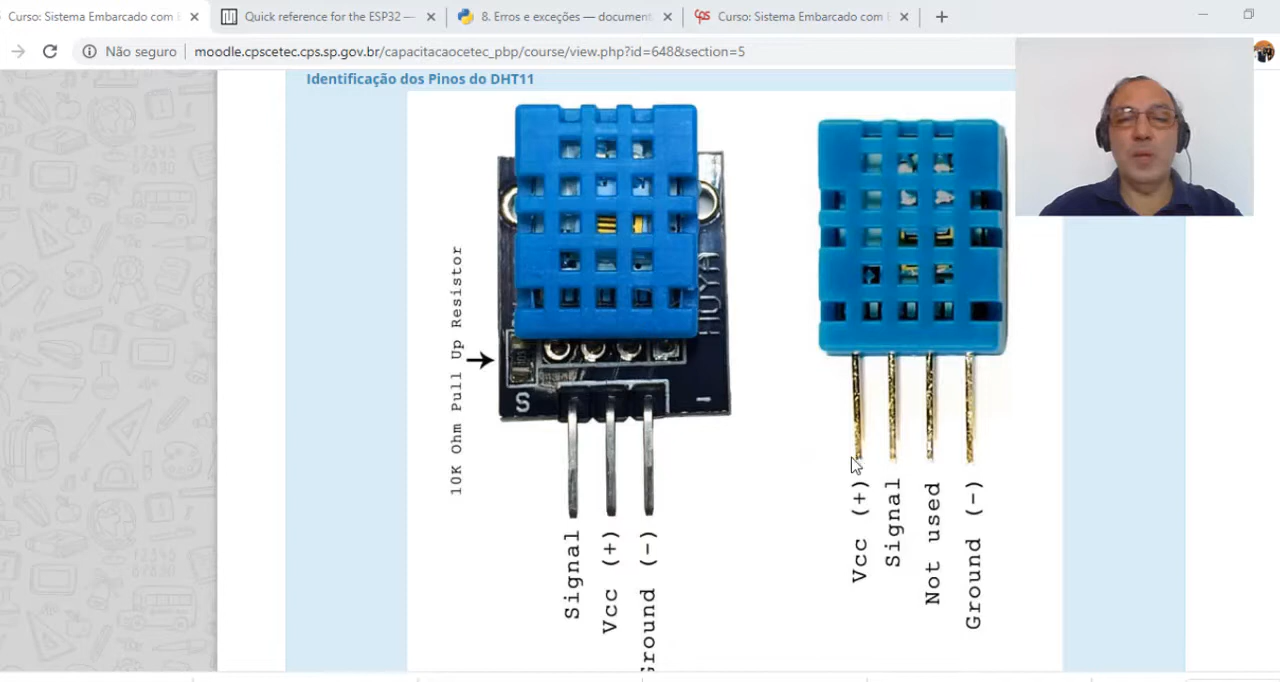 Curso: Sistema Embarcado com E
Quick reference for the ESP32 —
8. Erros e exceções — document
Curso: Sistema Embarcado com E
Não seguro
moodle.cpscetec.cps.sp.gov.br/capacitacaocetec_pbp/course/view.php?id=648&section=5
Identificação dos Pinos do DHT11
10K Ohm Pull Up Resistor
S
-
Signal
Vcc (+)
Ground (-)
Vcc (+)
Signal
Not used
Ground (-)